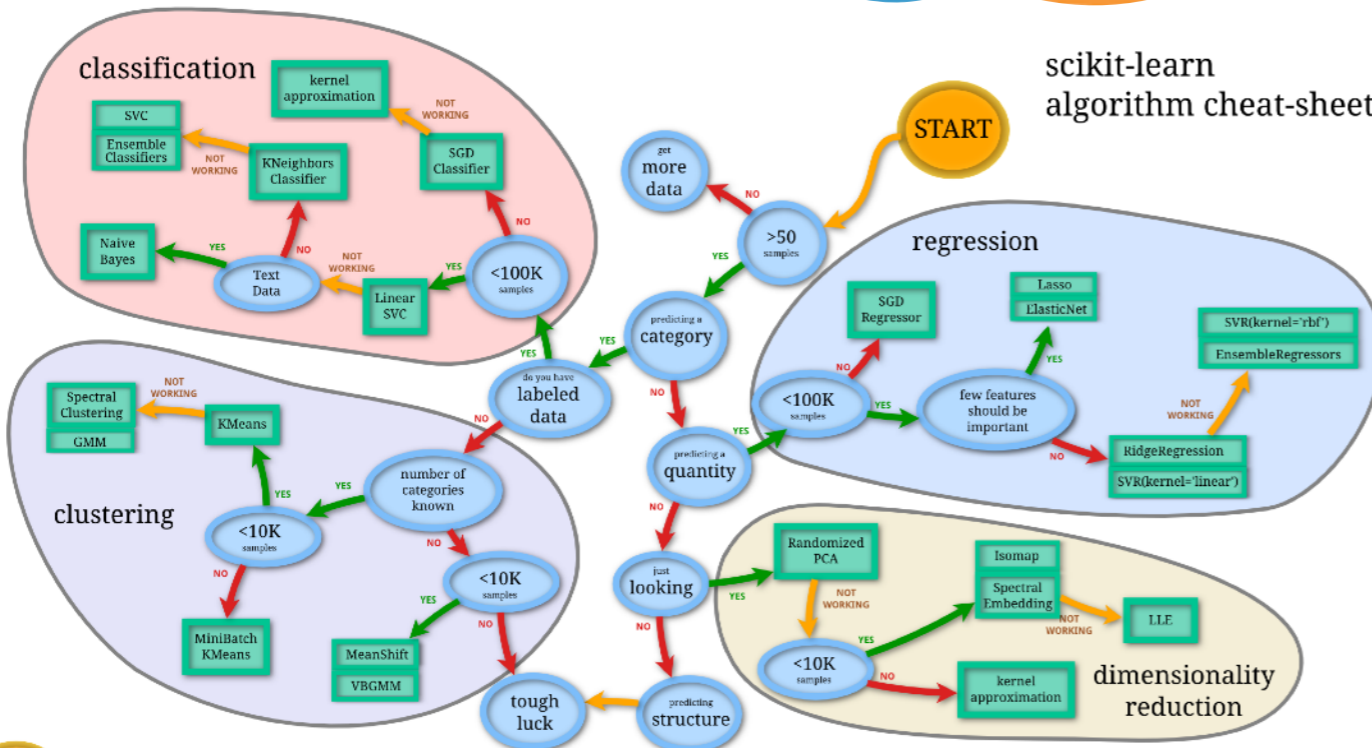 scikit-learn
algorithm cheat-sheet
START
get
more
data
NO
>50
samples
YES
predicting a
category
YES
NO
do you have
labeled
data
YES
NO
predicting a
quantity
YES
NO
just
looking
YES
NO
predicting
structure
tough
luck
classification
kernel
approximation
NOT
WORKING
SGD
Classifier
NO
<100K
samples
YES
Linear
SVC
NOT
WORKING
Text
Data
YES
Naive
Bayes
NO
KNeighbors
Classifier
NOT
WORKING
SVC
Ensemble
Classifiers
clustering
number of
categories
known
YES
NO
<10K
samples
YES
KMeans
NOT
WORKING
Spectral
Clustering
GMM
NO
MiniBatch
KMeans
<10K
samples
YES
MeanShift
VBGMM
NO
regression
<100K
samples
NO
SGD
Regressor
YES
few features
should be
important
YES
Lasso
ElasticNet
NO
RidgeRegression
SVR(kernel='linear')
NOT
WORKING
SVR(kernel='rbf')
EnsembleRegressors
dimensionality
reduction
Randomized
PCA
NOT
WORKING
<10K
samples
YES
Isomap
Spectral
Embedding
NOT
WORKING
LLE
NO
kernel
approximation